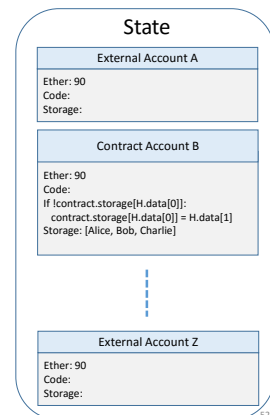 State
External Account A
Ether: 90
Code:
Storage:
Contract Account B
Ether: 90
Code:
If !contract.storage[H.data[0]]:
contract.storage[H.data[0]] = H.data[1]
Storage: [Alice, Bob, Charlie]
External Account Z
Ether: 90
Code:
Storage: